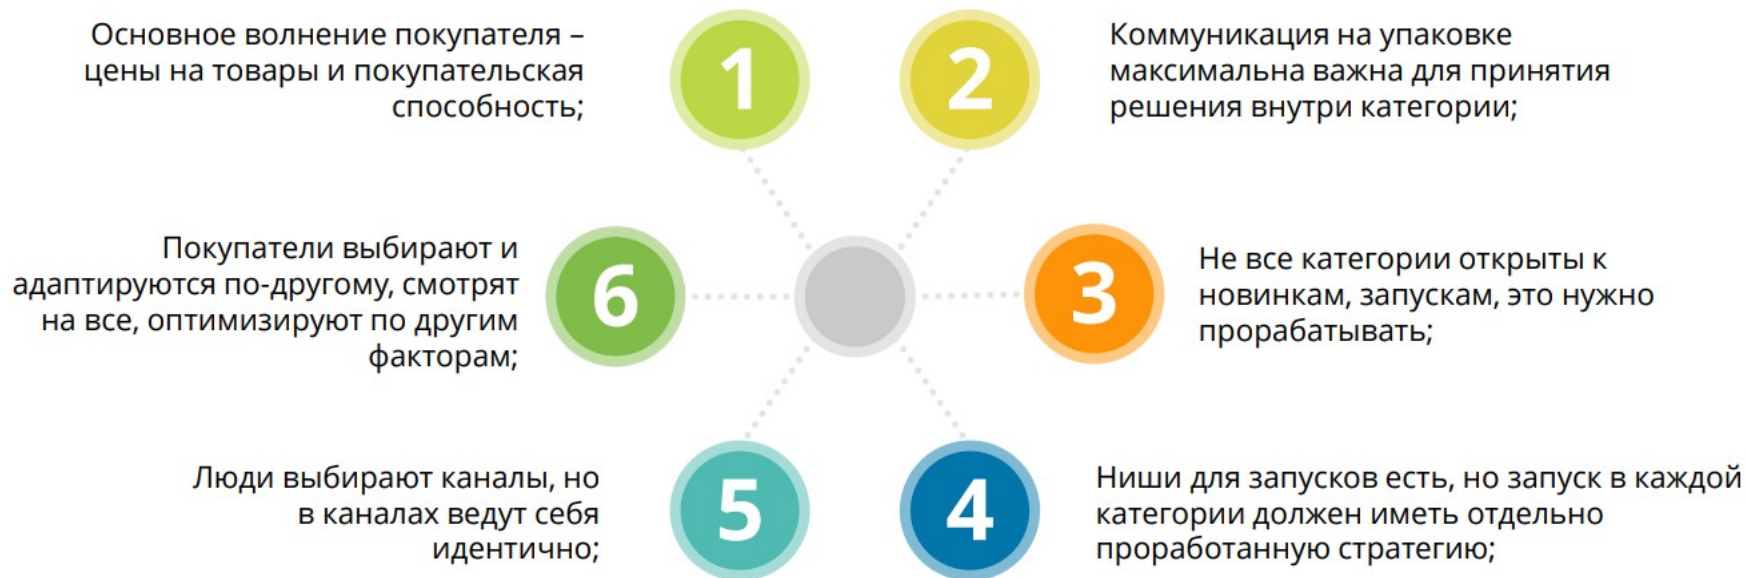 Основное волнение покупателя –
цены на товары и покупательская
способность;
1
2
Коммуникация на упаковке
максимальна важна для принятия
решения внутри категории;
3
Не все категории открыты к
новинкам, запускам, это нужно
прорабатывать;
4
Ниши для запусков есть, но запуск в каждой
категории должен иметь отдельно
проработанную стратегию;
5
Люди выбирают каналы, но
в каналах ведут себя
идентично;
6
Покупатели выбирают и
адаптируются по-другому, смотрят
на все, оптимизируют по другим
факторам;